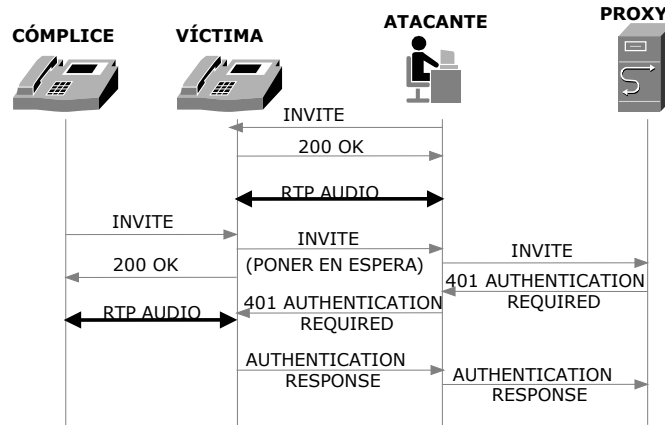 CÓMPLICE
VÍCTIMA
ATACANTE
PROXY
INVITE
200 OK
RTP AUDIO
INVITE
INVITE
(PONER EN ESPERA)
INVITE
200 OK
401 AUTHENTICATION
REQUIRED
RTP AUDIO
401 AUTHENTICATION
REQUIRED
AUTHENTICATION
RESPONSE
AUTHENTICATION
RESPONSE